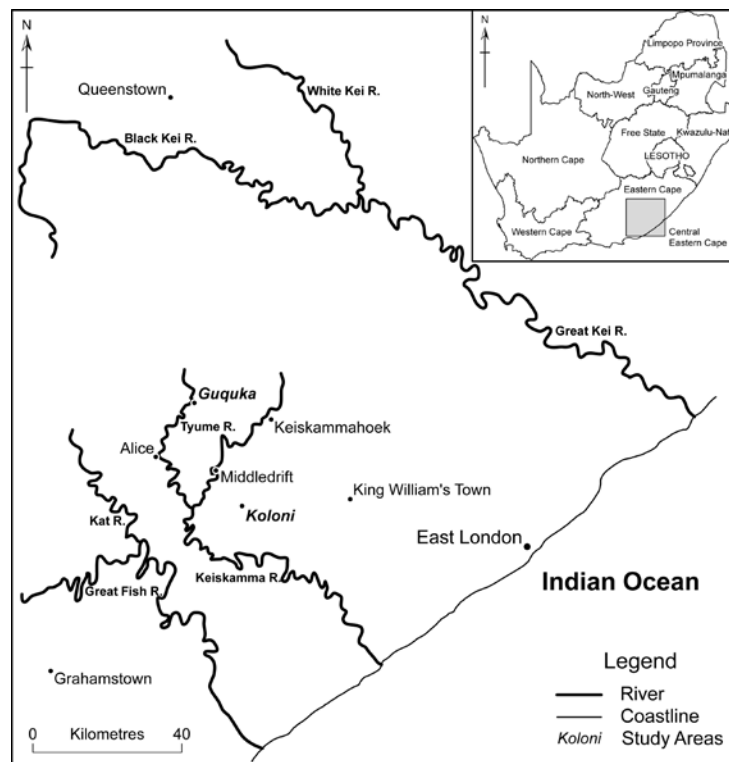 N
Queenstown
White Kei R.
Black Kei R.
Great Kei R.
Guquka
Tyume R.
Keiskammahoek
Alice
Middledrift
King William's Town
Koloni
Kat R.
East London
Great Fish R.
Keiskamma R.
Indian Ocean
Grahamstown
0 Kilometres 40
Legend
River
Coastline
Koloni Study Areas
N
Limpopo Province
Mpumalanga
North-West
Gauteng
Free State
Kwazulu-Nat
LESOTHO
Northern Cape
Eastern Cape
Western Cape
Central
Eastern Cape